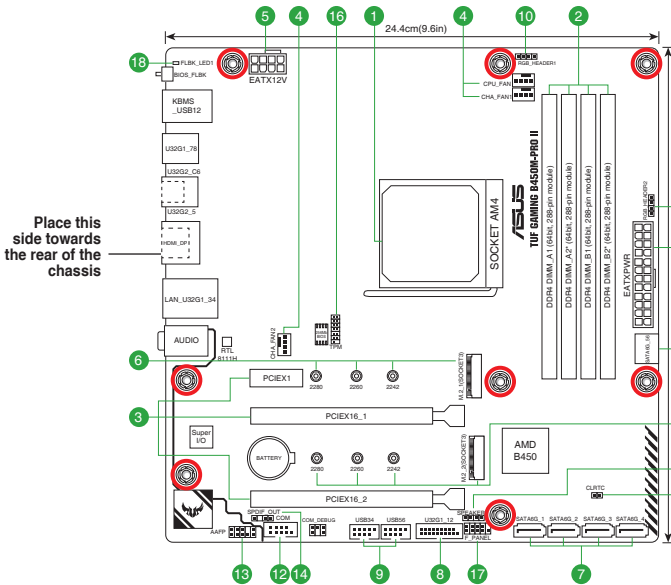 24.4cm(9.6in)
5
4
16
1
4
10
2
18
FLBK_LED1
BIOS_FLBK
EATX12V
RGB_HEADER1
CPU_FAN
CHA_FAN1
KBMS
_USB12
U32G1_78
U32G2_C6
U32G2_5
HDMI_DP
LAN_U32G1_34
AUDIO
Place this
side towards
the rear of the
chassis
SOCKET AM4
ASUS
TUF GAMING B450M-PRO II
DDR4 DIMM_A1 (64bit, 288-pin module)
DDR4 DIMM_A2* (64bit, 288-pin module)
DDR4 DIMM_B1 (64bit, 288-pin module)
DDR4 DIMM_B2* (64bit, 288-pin module)
RGB_HEADER2
EATXPWR
SATA6G_56
RTL
8111H
CHA_FAN2
TPM
6
PCIEX1
2280
2260
2242
M.2_1(SOCKET3)
3
PCIEX16_1
Super
I/O
BATTERY
2280
2260
2242
M.2_2(SOCKET3)
AMD
B450
CLRTC
PCIEX16_2
SPDIF_OUT
AAFP
COM
COM_DEBUG
USB34
USB56
U32G1_12
SPEAKER
F_PANEL
SATA6G_1
SATA6G_2
SATA6G_3
SATA6G_4
13
12
14
9
8
17
7